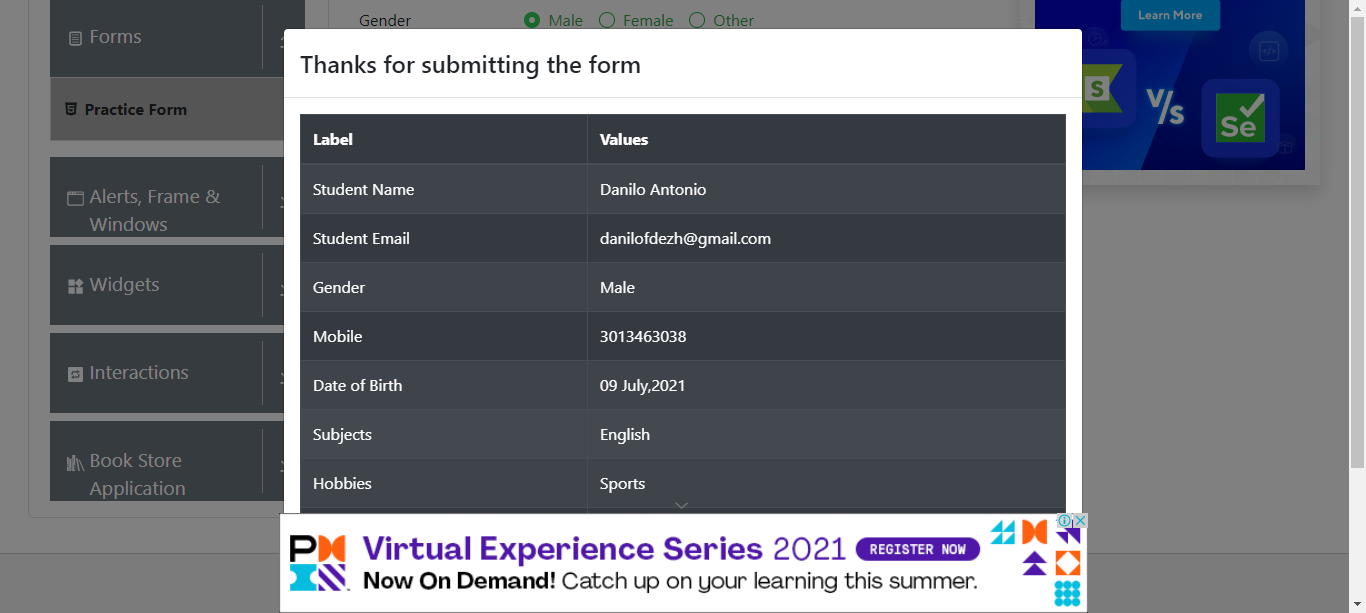 Learn More
Gender Male Female Other
Forms
Practice Form
Alerts, Frame &
Windows
Widgets
Interactions
Book Store
Application
Thanks for submitting the form
Label Values
Student Name Danilo Antonio
Student Email danilofdezh@gmail.com
Gender Male
Mobile 3013463038
Date of Birth 09 July,2021
Subjects English
Hobbies Sports
S V/s Se
PM
Virtual Experience Series 2021 REGISTER NOW
Now On Demand! Catch up on your learning this summer.